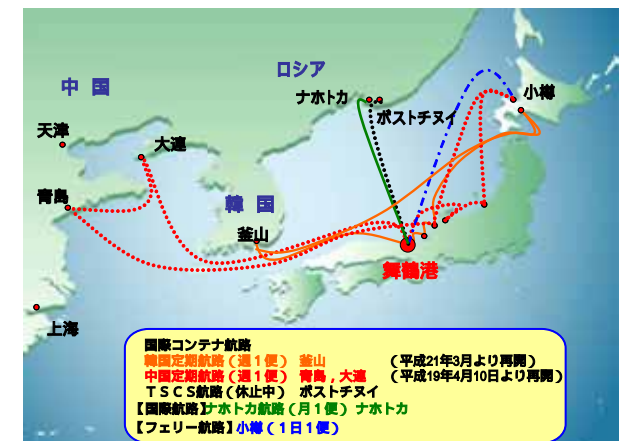 ロシア
中 国
ナホトカ
小樽
ボストチヌイ
天津
大連
青島
韓 国
釜山
舞鶴港
上海
国際コンテナ航路
韓国定期航路(週1便) 釜山 (平成21年3月より再開)
中国定期航路(週1便) 青島,大連 (平成19年4月10日より再開)
TSCS航路(休止中) ボストチヌイ
【国際航路】ナホトカ航路(月1便) ナホトカ
【フェリー航路】小樽(1日1便)